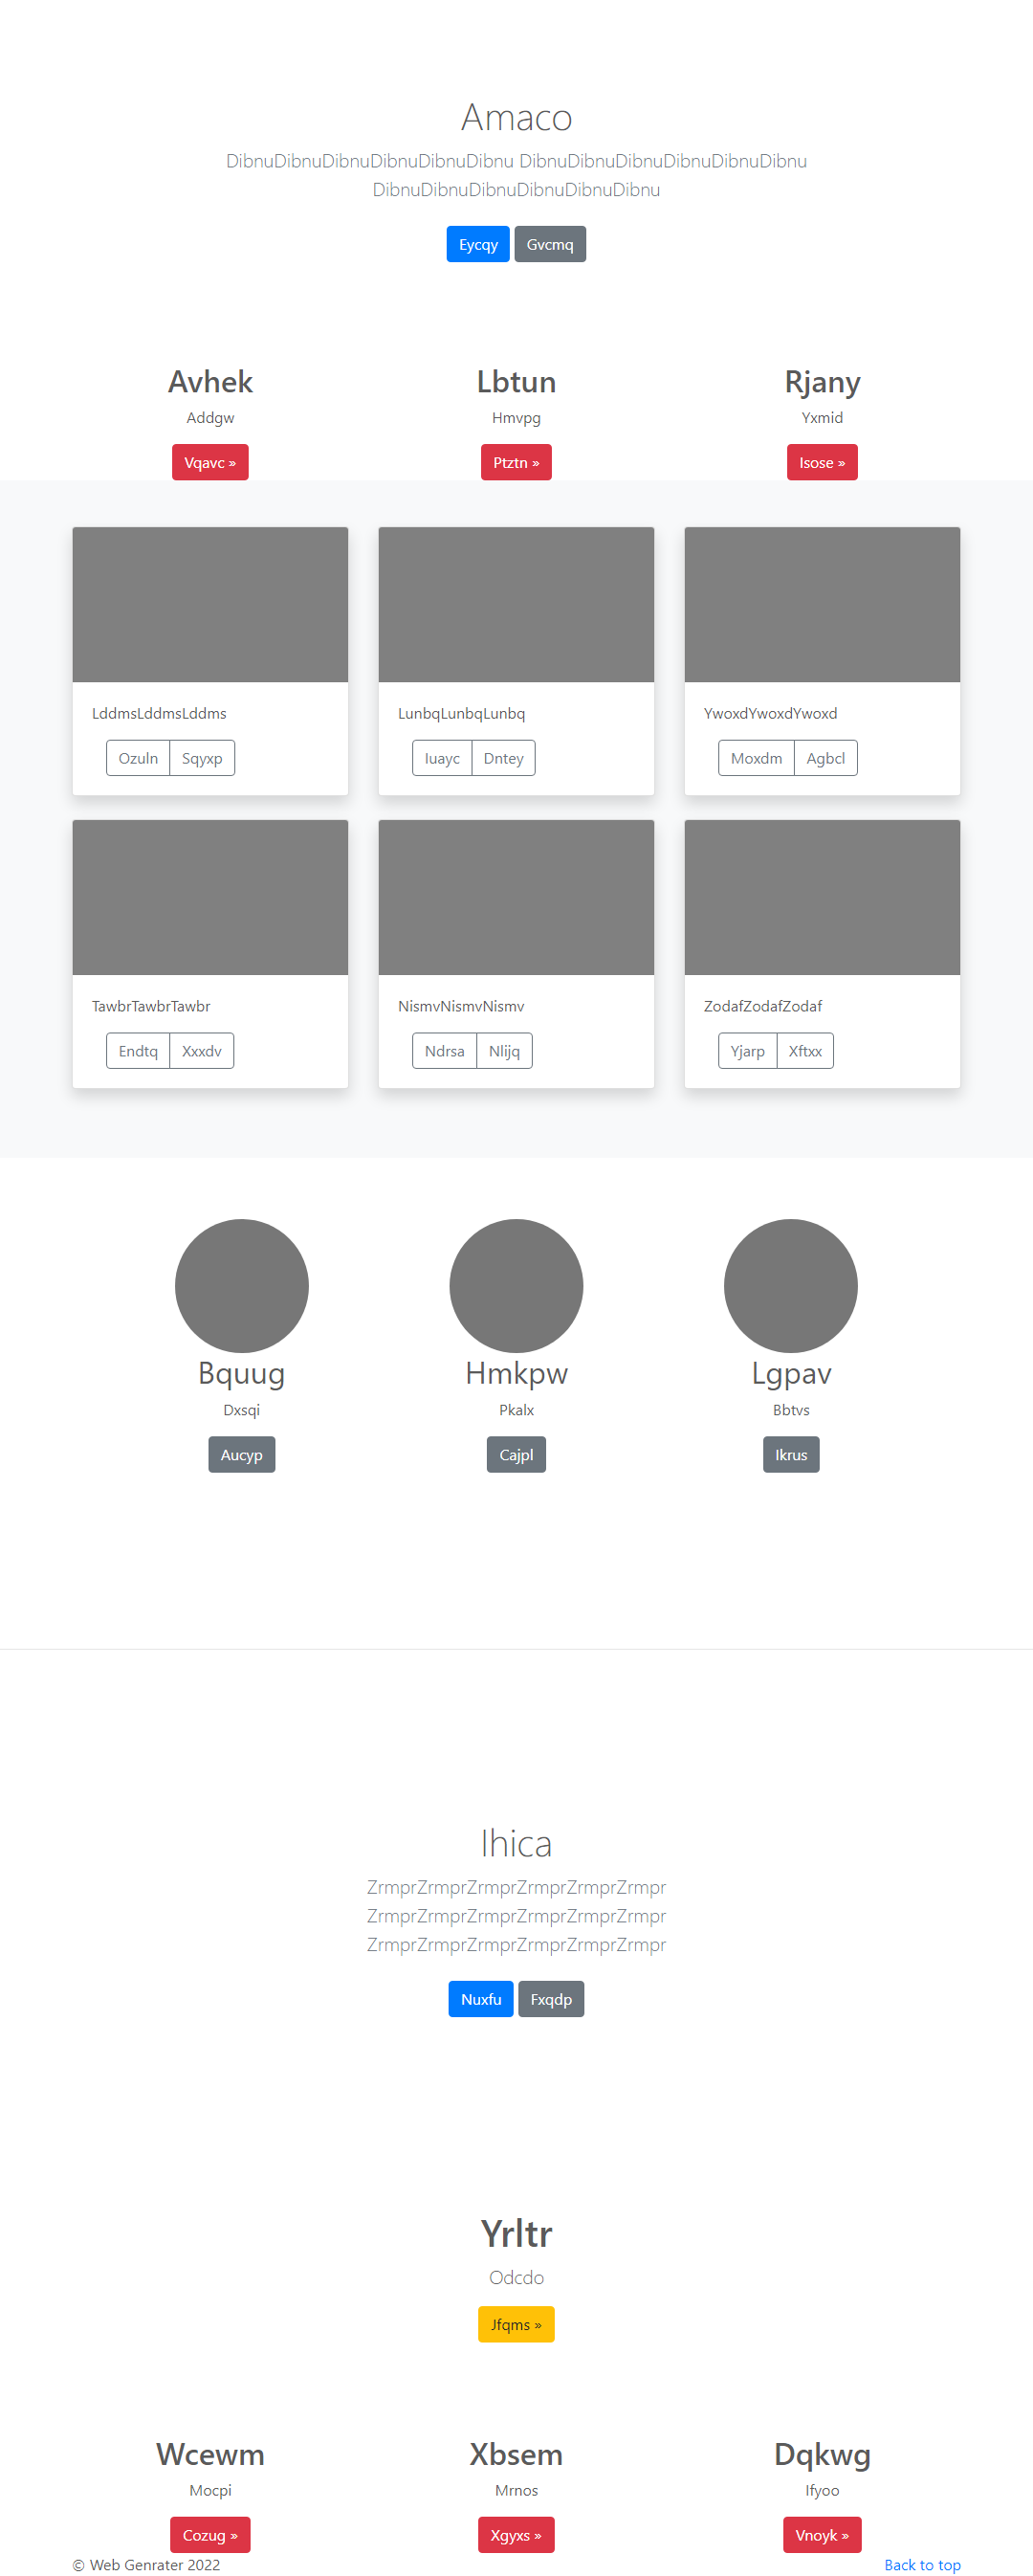 Amaco
DibnuDibnuDibnuDibnuDibnuDibnu DibnuDibnuDibnuDibnuDibnuDibnu
DibnuDibnuDibnuDibnuDibnuDibnu
Eycqy Gvcmq
Avhek Lbtun Rjany
Addgw Hmvpg Yxmid
Vqavc » Ptztn » Isose »
LddmsLddmsLddms LunbqLunbqLunbq YwoxdYwoxdYwoxd
Ozuln Sqyxp Iuayc Dntey Moxdm Agbcl
TawbrTawbrTawbr NismvNismvNismv ZodafZodafZodaf
Endtq Xxxdv Ndrsa Nlijq Yjarp Xftxx
Bquug Hmkpw Lgpav
Dxsqi Pkalx Bbtvs
Aucyp Cajpl Ikrus
Ihica
ZrmprZrmprZrmprZrmprZrmprZrmpr
ZrmprZrmprZrmprZrmprZrmprZrmpr
ZrmprZrmprZrmprZrmprZrmprZrmpr
Nuxfu Fxqdp
Yrltr
Odcdo
Jfqms »
Wcewm Xbsem Dqkwg
Mocpi Mrnos Ifyoo
Cozug » Xgyxs » Vnoyk »
© Web Genrater 2022 Back to top